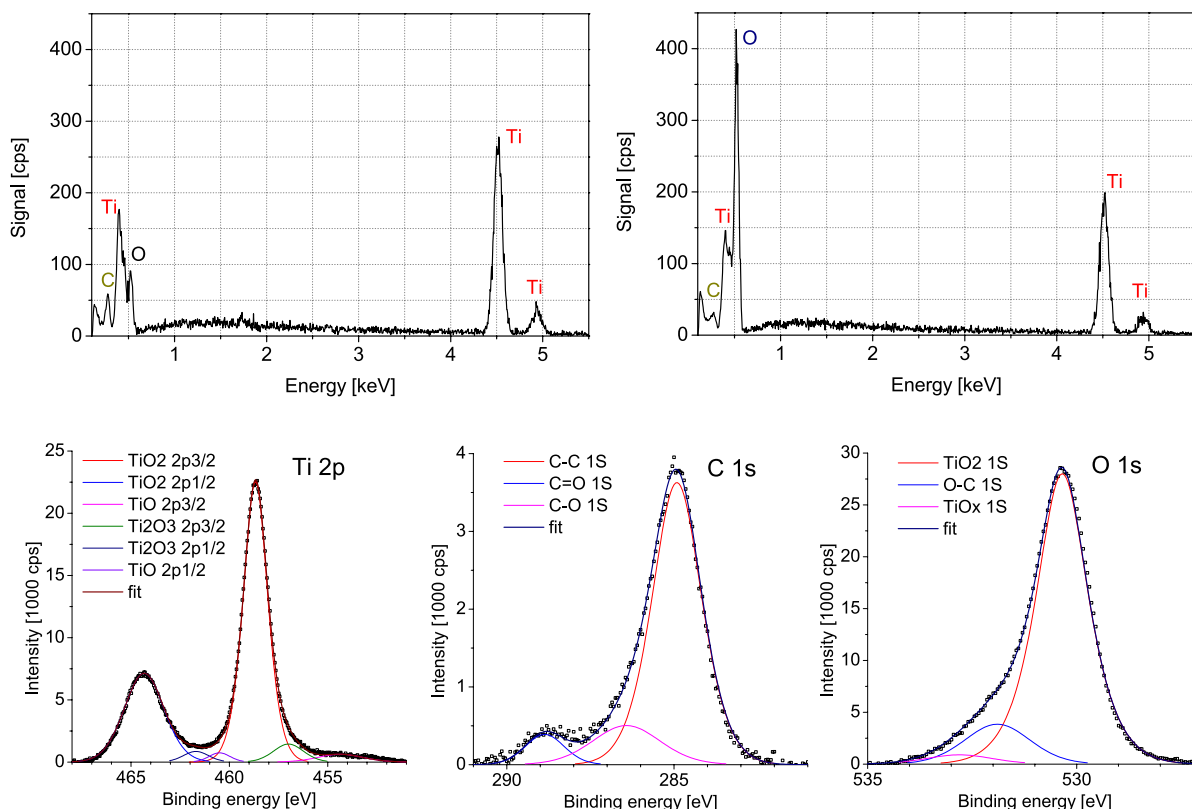 400
300
200
100
0
Signal [cps]
Ti
C
O
Ti
Ti
1
2
3
4
5
Energy [keV]
400
300
200
100
0
Signal [cps]
O
Ti
C
Ti
Ti
1
2
3
4
5
Energy [keV]
25
20
15
10
5
0
Intensity [1000 cps]
TiO2 2p3/2
TiO2 2p1/2
TiO 2p3/2
Ti2O3 2p3/2
Ti2O3 2p1/2
TiO 2p1/2
fit
Ti 2p
465
460
455
Binding energy [eV]
4
3
2
1
0
Intensity [1000 cps]
C-C 1S
C=O 1S
C-O 1S
fit
C 1s
290
285
Binding energy [eV]
30
25
20
15
10
5
0
Intensity [1000 cps]
TiO2 1S
O-C 1S
TiOx 1S
fit
O 1s
535
530
Binding energy [eV]